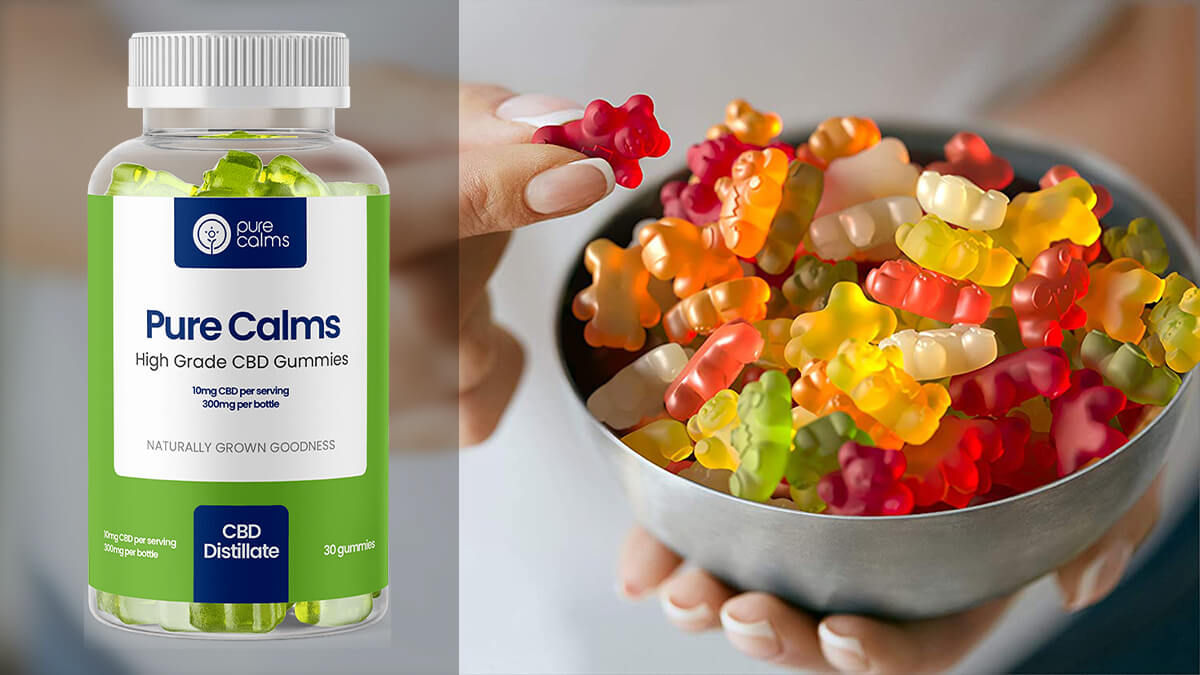 pure
calms
Pure Calms
High Grade CBD Gummies
10mg CBD per serving
300mg per bottle
NATURALLY GROWN GOODNESS
10mg CBD per serving
300mg per bottle
CBD
Distillate
30 gummies